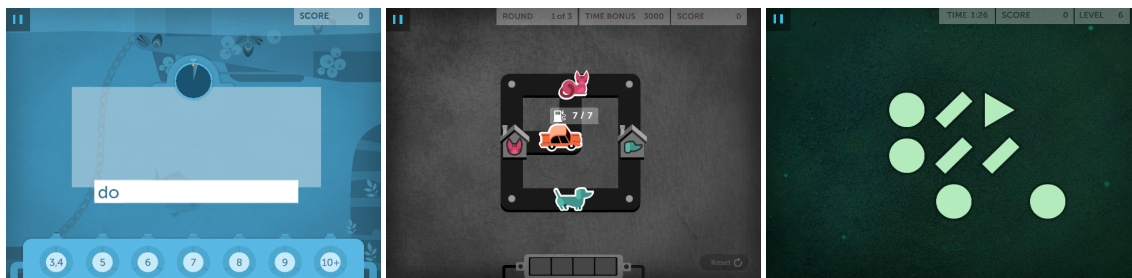 SCORE 0
do
3,4 5 6 7 8 9 10+
ROUND 1 of 3 TIME BONUS 3000 SCORE 0
7 / 7
Reset
TIME 1:26 SCORE 0 LEVEL 6